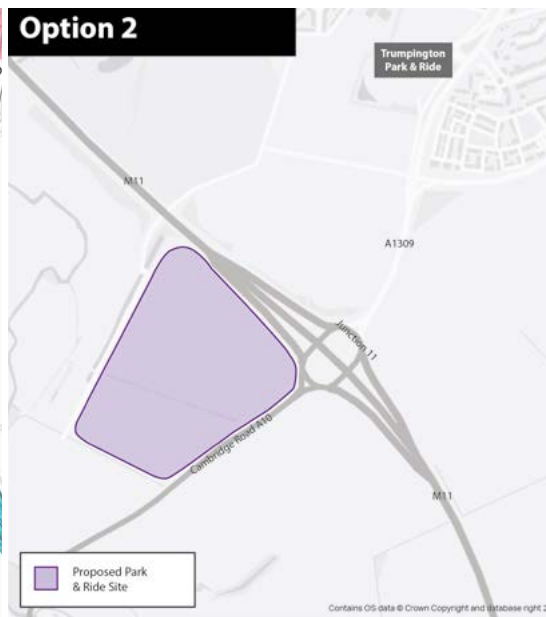 Option 2
Trumpington
Park & Ride
M11
A1309
Junction 11
Cambridge Road A10
M11
Proposed Park
& Ride Site
Contains OS data © Crown Copyright and database right 2